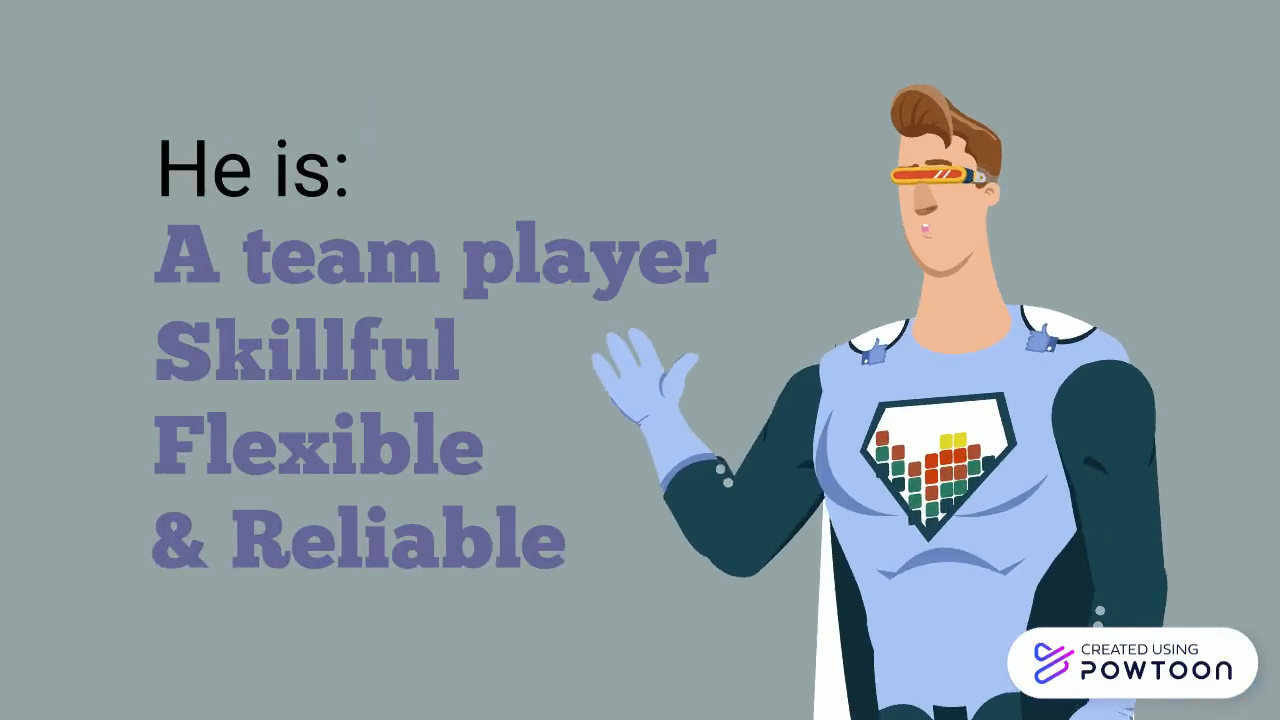 He is:
A team player
Skillful
Flexible
& Reliable
CREATED USING
POWTOON